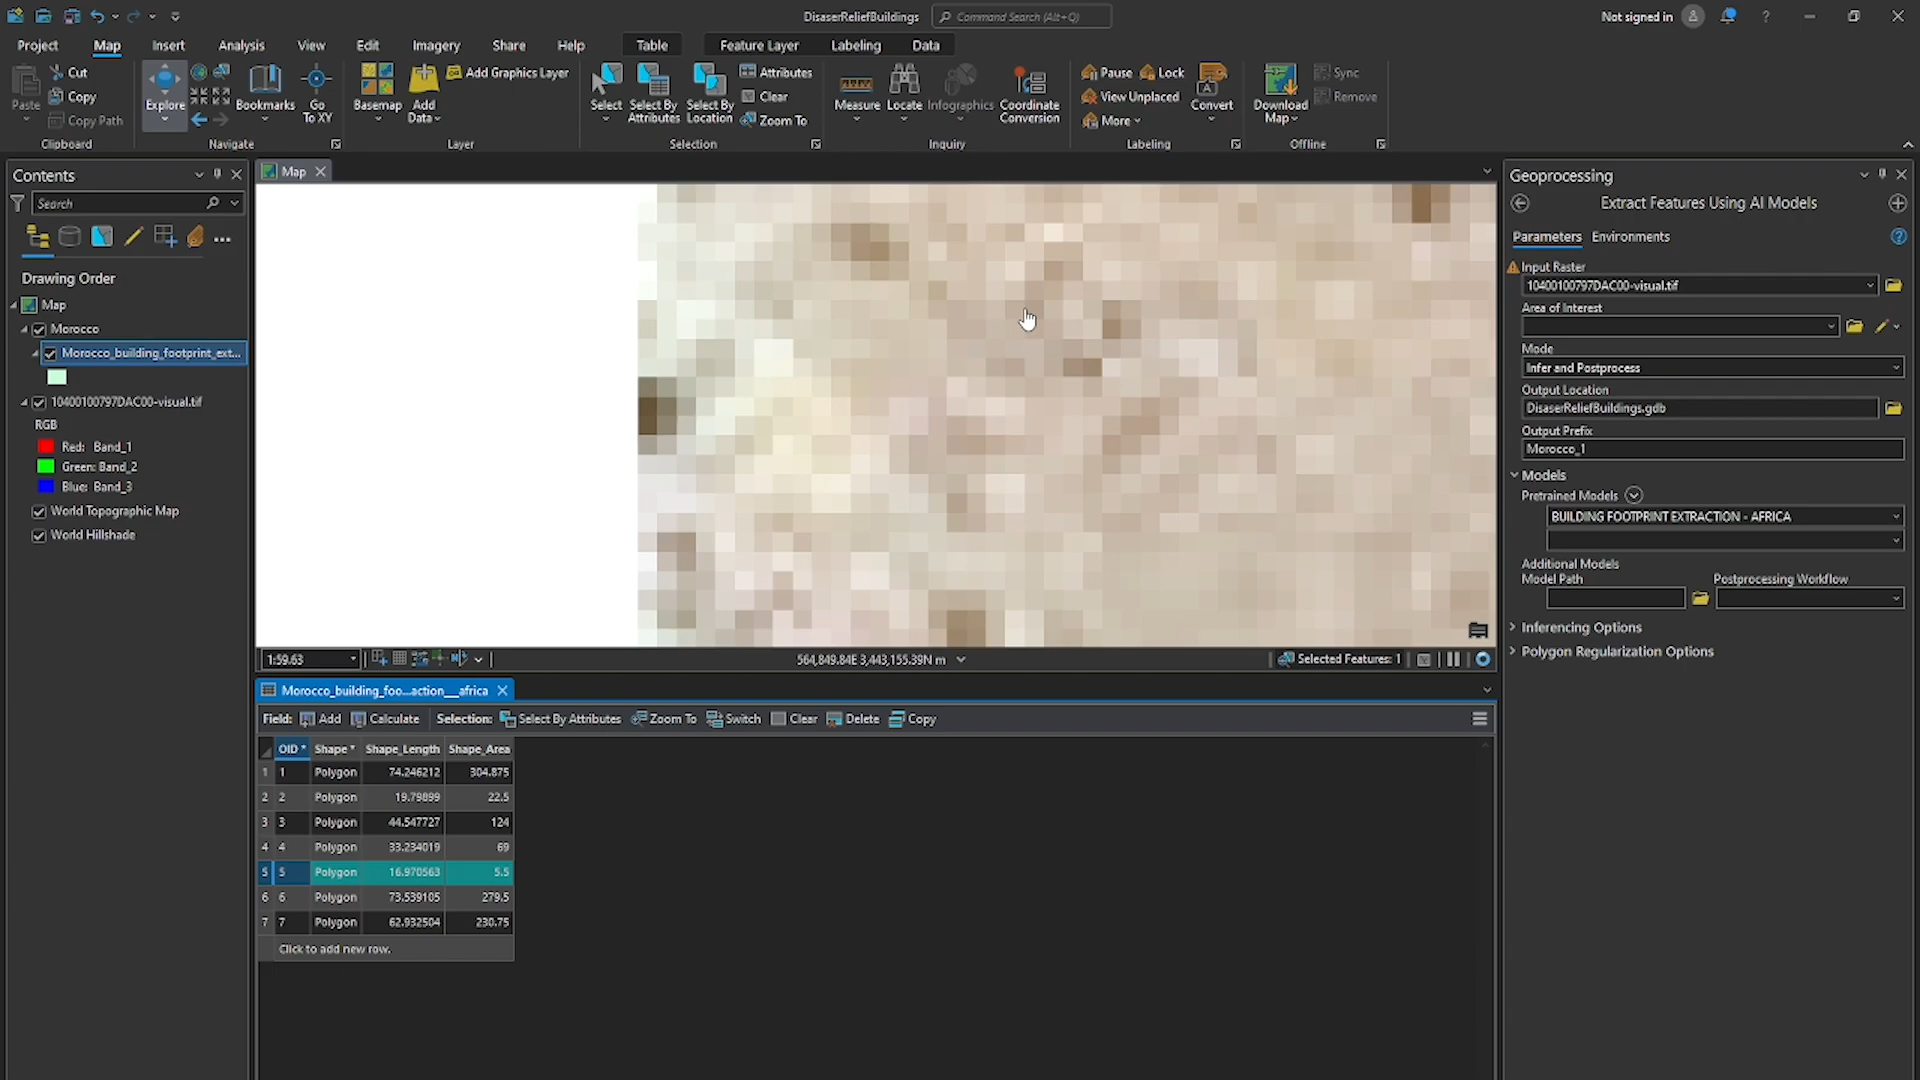 DisaserReliefBuildings
Command Search (Alt+Q)
Not signed in
?
Project
Map
Insert
Analysis
View
Edit
Imagery
Share
Help
Table
Feature Layer
Labeling
Data
Paste
Cut
Copy
Copy Path
Clipboard
Explore
Bookmarks
Go
To XY
Navigate
Basemap
Add
Data
Add Graphics Layer
Layer
Select
Select By
Attributes
Select By
Location
Attributes
Clear
Zoom To
Selection
Measure
Locate
Infographics
Coordinate
Conversion
Inquiry
Pause
Lock
View Unplaced
More
Convert
Labeling
Download
Map
Sync
Remove
Offline
Contents
Search
Drawing Order
Map
Morocco
Morocco_building_footprint_ext...
10400100797DAC00-visual.tif
RGB
Red: Band_1
Green: Band_2
Blue: Band_3
World Topographic Map
World Hillshade
Map
1:59.63
564,849.84E 3,443,155.39N m
Selected Features: 1
Morocco_building_foo...action__africa
Field:
Add
Calculate
Selection:
Select By Attributes
Zoom To
Switch
Clear
Delete
Copy
OID * Shape * Shape_Length Shape_Area
1 1 Polygon 74.246212 304.875
2 2 Polygon 19.79899 22.5
3 3 Polygon 44.547727 124
4 4 Polygon 33.234019 69
5 5 Polygon 16.970563 5.5
6 6 Polygon 73.539105 279.5
7 7 Polygon 62.932504 230.75
Click to add new row.
Geoprocessing
Extract Features Using AI Models
Parameters
Environments
?
Input Raster
10400100797DAC00-visual.tif
Area of Interest
Mode
Infer and Postprocess
Output Location
DisaserReliefBuildings.gdb
Output Prefix
Morocco_1
Models
Pretrained Models
BUILDING FOOTPRINT EXTRACTION - AFRICA
Additional Models
Model Path
Postprocessing Workflow
Inferencing Options
Polygon Regularization Options